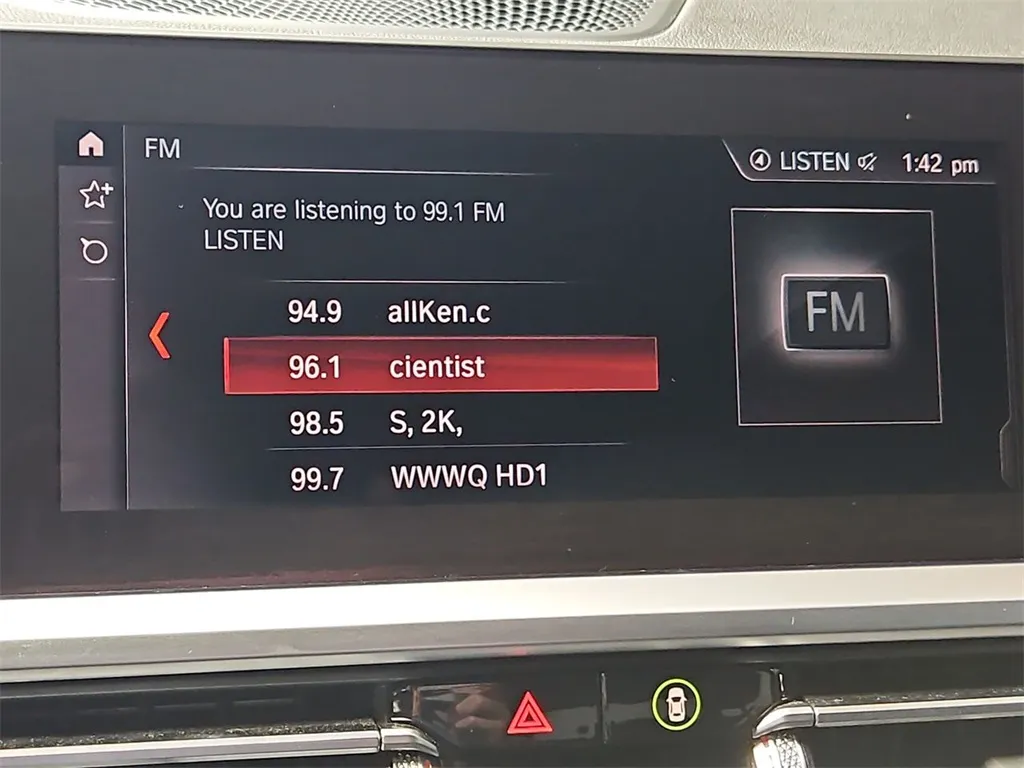 FM
④ LISTEN 1:42 pm
You are listening to 99.1 FM
LISTEN
94.9 allKen.c
96.1 cientist
98.5 S, 2K,
99.7 WWWQ HD1
FM